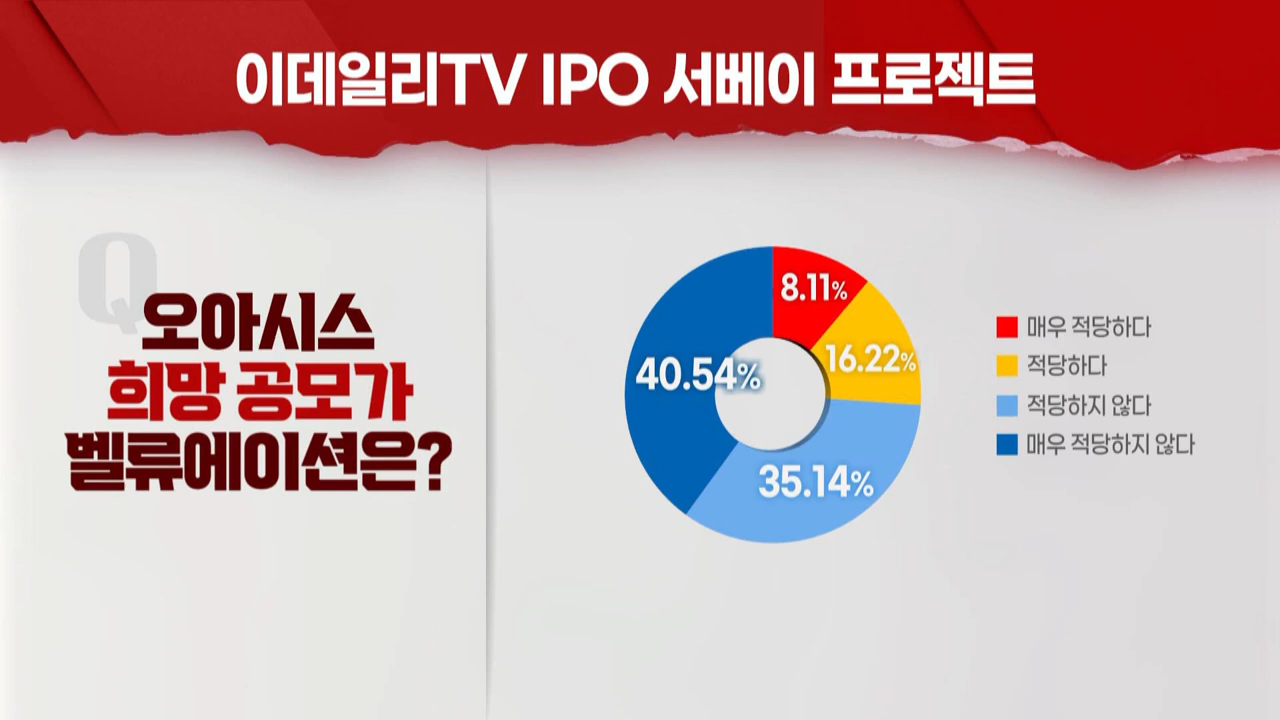 이데일리TV IPO 서베이 프로젝트
Q
오아시스
희망 공모가
벨류에이션은?
8.11%
16.22%
40.54%
35.14%
매우 적당하다
적당하다
적당하지 않다
매우 적당하지 않다